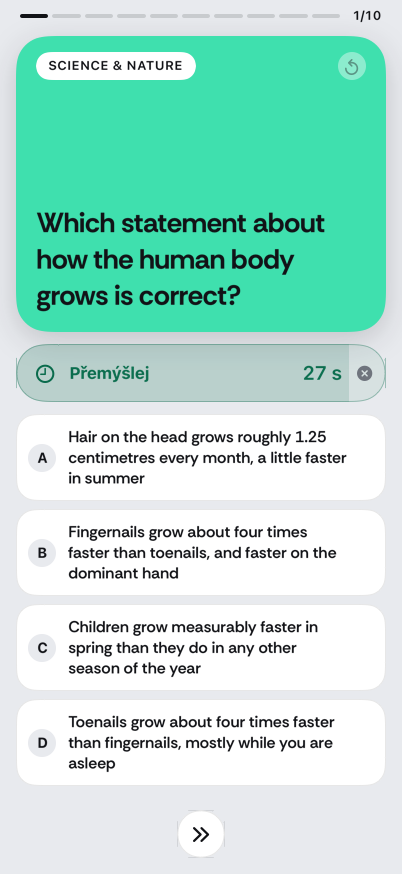 1/10
SCIENCE & NATURE
Which statement about
how the human body
grows is correct?
Přemýšlej 27 s
A Hair on the head grows roughly 1.25
centimetres every month, a little faster
in summer
B Fingernails grow about four times
faster than toenails, and faster on the
dominant hand
C Children grow measurably faster in
spring than they do in any other
season of the year
D Toenails grow about four times faster
than fingernails, mostly while you are
asleep